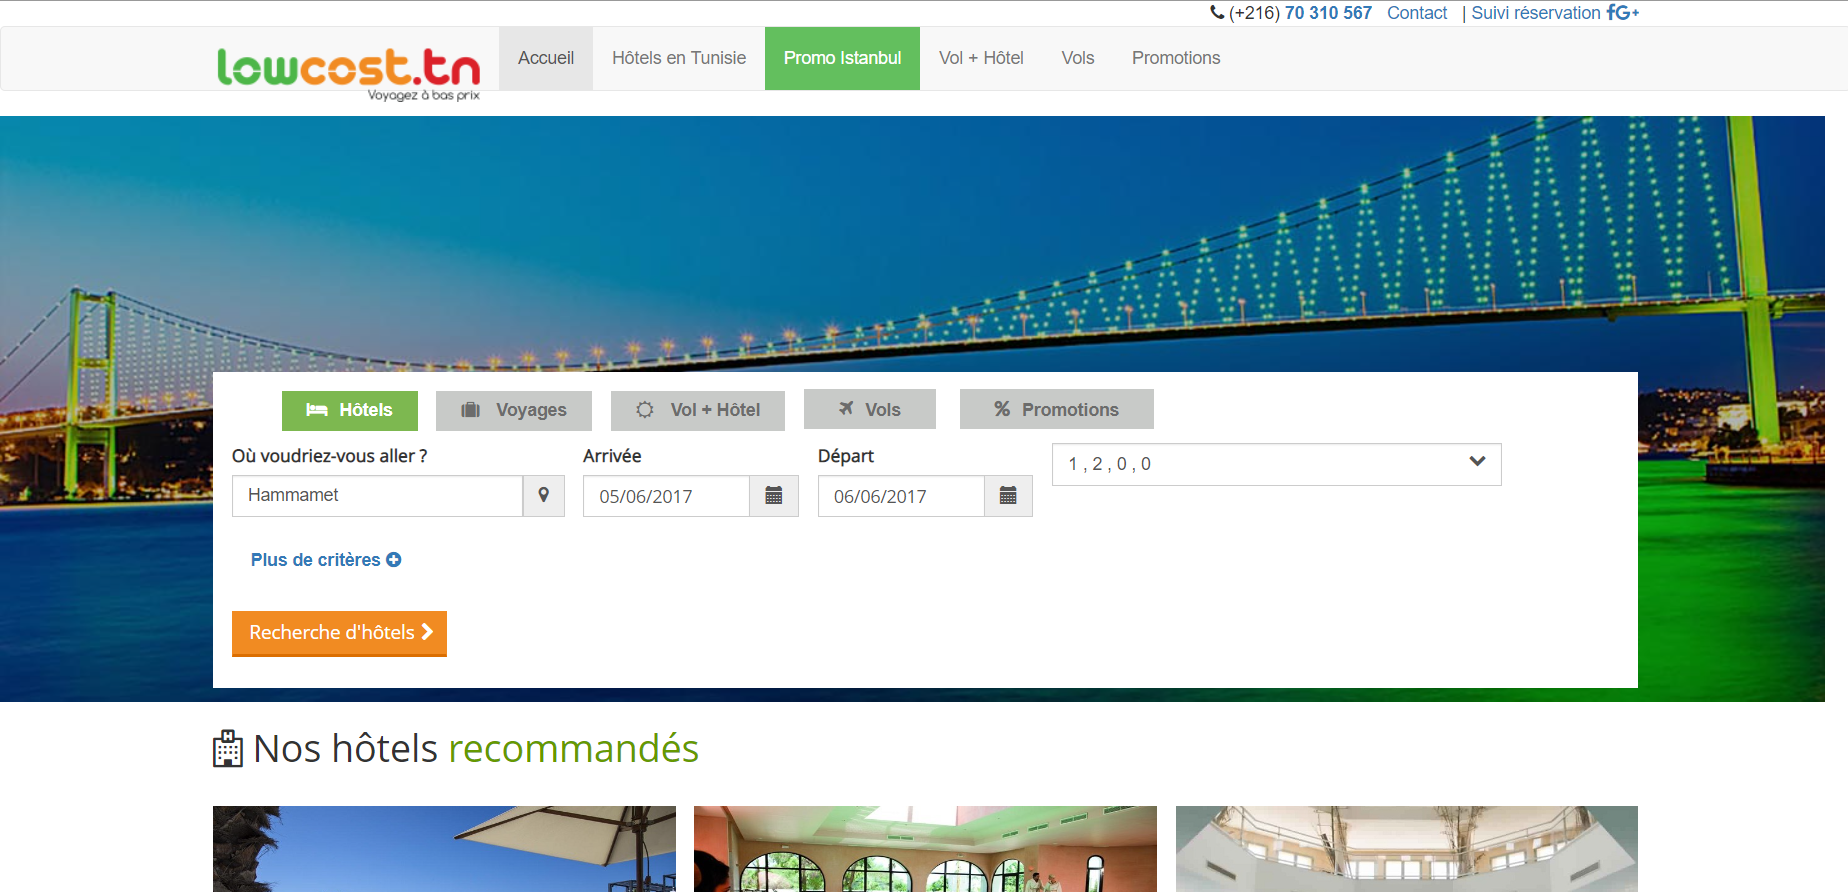 (+216) 70 310 567 Contact | Suivi réservation
lowcost.tn
Voyagez à bas prix
Accueil Hôtels en Tunisie Promo Istanbul Vol + Hôtel Vols Promotions
Hôtels Voyages Vol + Hôtel Vols % Promotions
Où voudriez-vous aller ? Arrivée Départ
1 , 2 , 0 , 0
Hammamet 05/06/2017 06/06/2017
Plus de critères
Recherche d'hôtels
Nos hôtels recommandés